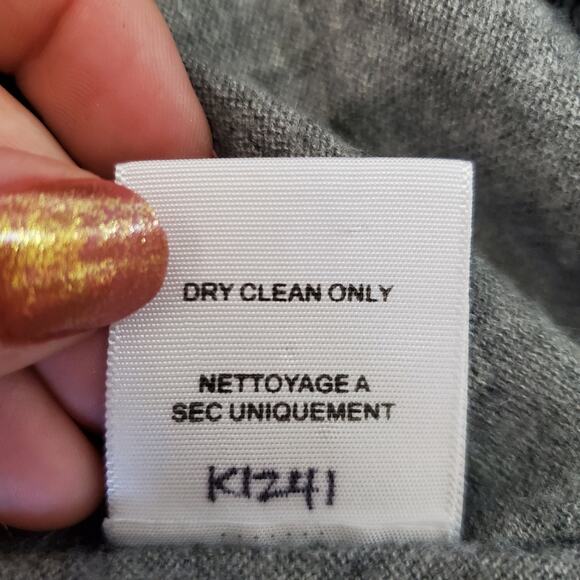 DRY CLEAN ONLY
NETTOYAGE A
SEC UNIQUEMENT
K1241